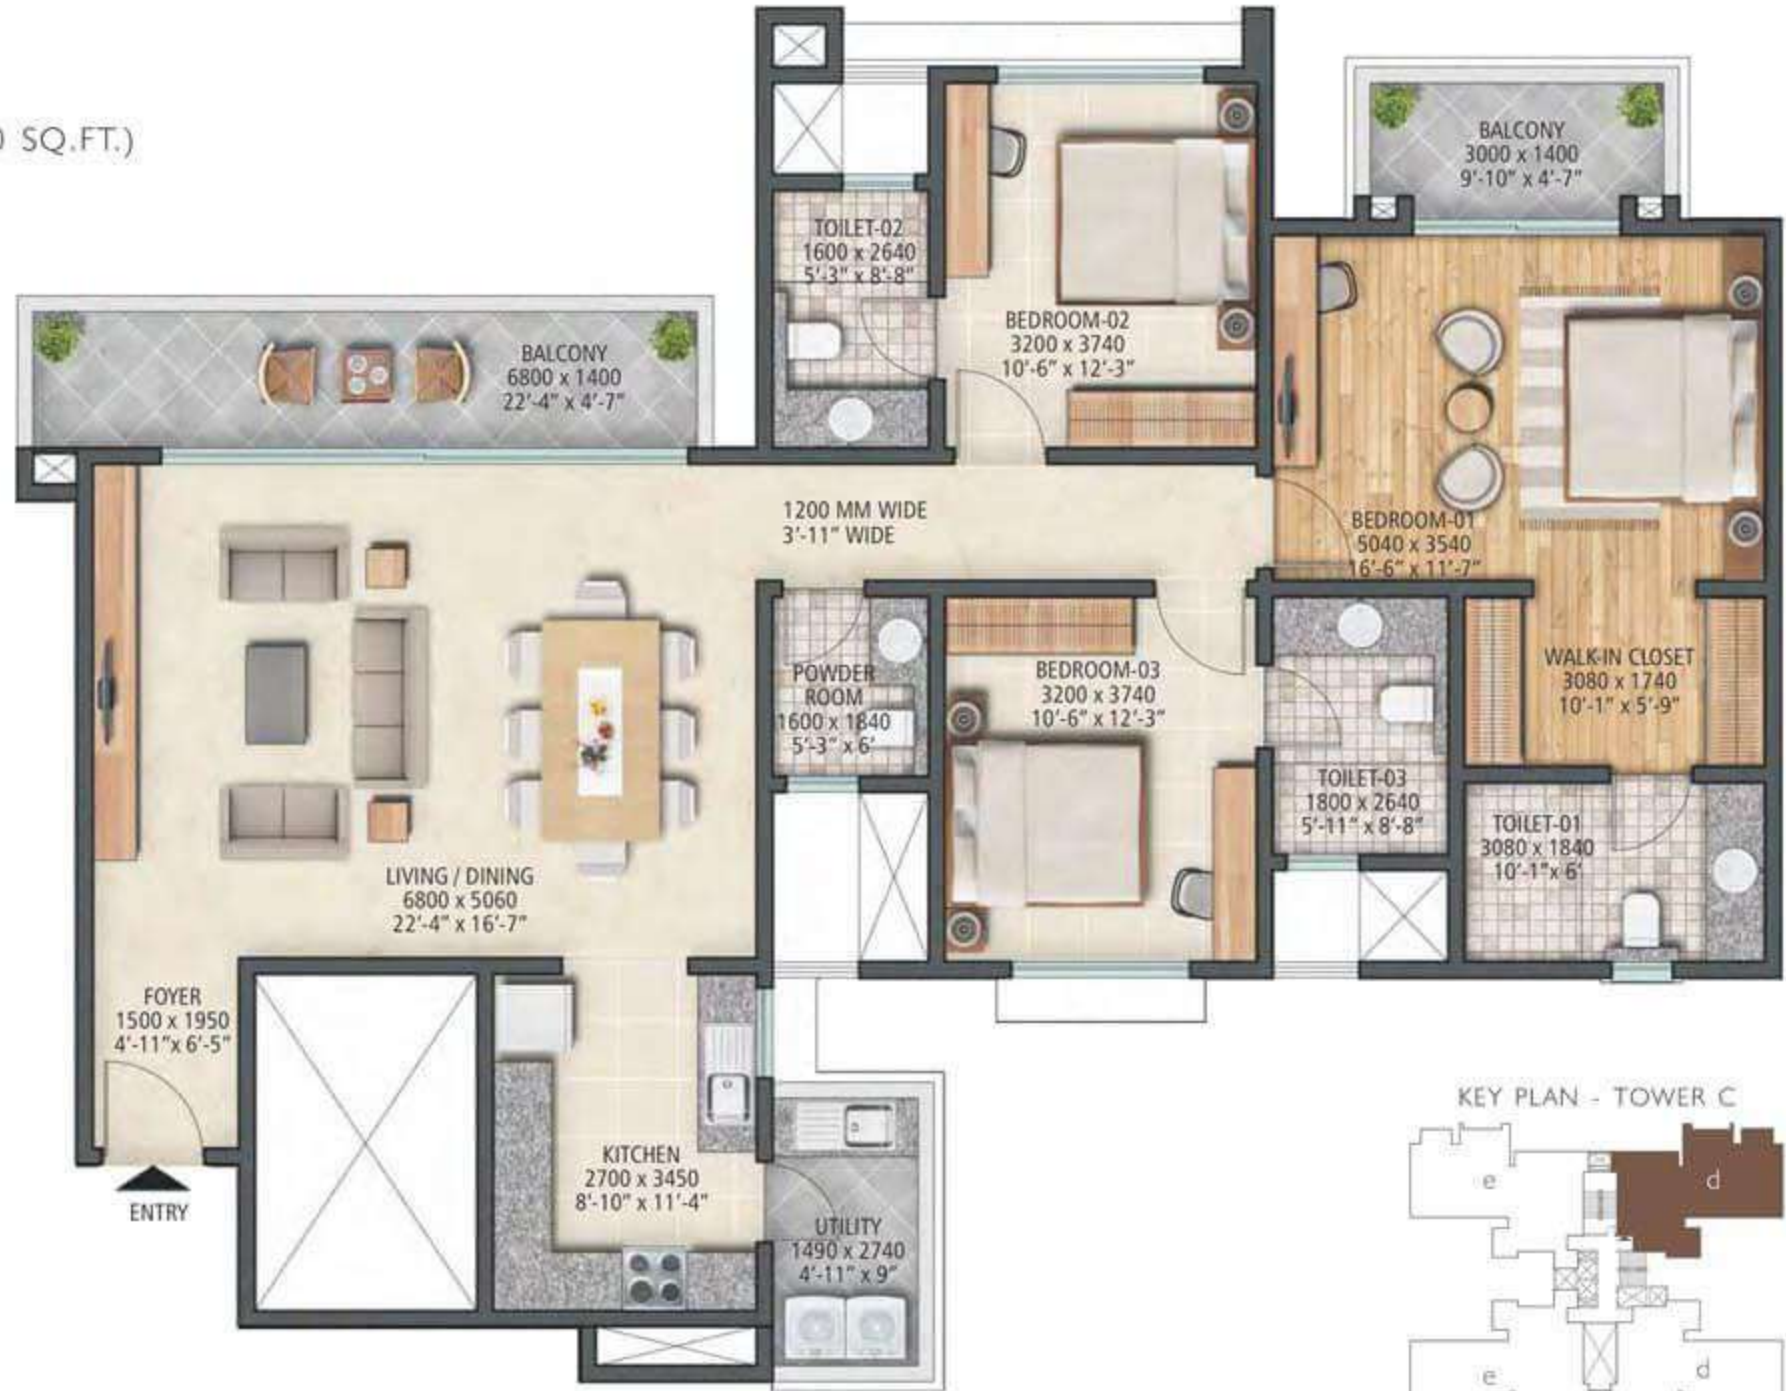 SQ.FT.)
BALCONY
3000 x 1400
9'-10" x 4'-7"
TOILET-02
1600 x 2640
5'-3" x 8'-8"
BEDROOM-02
3200 x 3740
10'-6" x 12'-3"
BALCONY
6800 x 1400
22'-4" x 4'-7"
1200 MM WIDE
3'-11" WIDE
BEDROOM-01
5040 x 3540
16'-6" x 11'-7"
POWDER
ROOM
1600 x 1840
5'-3" x 6'
BEDROOM-03
3200 x 3740
10'-6" x 12'-3"
WALK-IN CLOSET
3080 x 1740
10'-1" x 5'-9"
TOILET-03
1800 x 2640
5'-11" x 8'-8"
TOILET-01
3080 x 1840
10'-1"x 6'
LIVING / DINING
6800 x 5060
22'-4" x 16'-7"
FOYER
1500 x 1950
4'-11"x 6'-5"
ENTRY
KITCHEN
2700 x 3450
8'-10" x 11'-4"
UTILITY
1490 x 2740
4'-11" x 9"
KEY PLAN - TOWER C
e
d
e
d